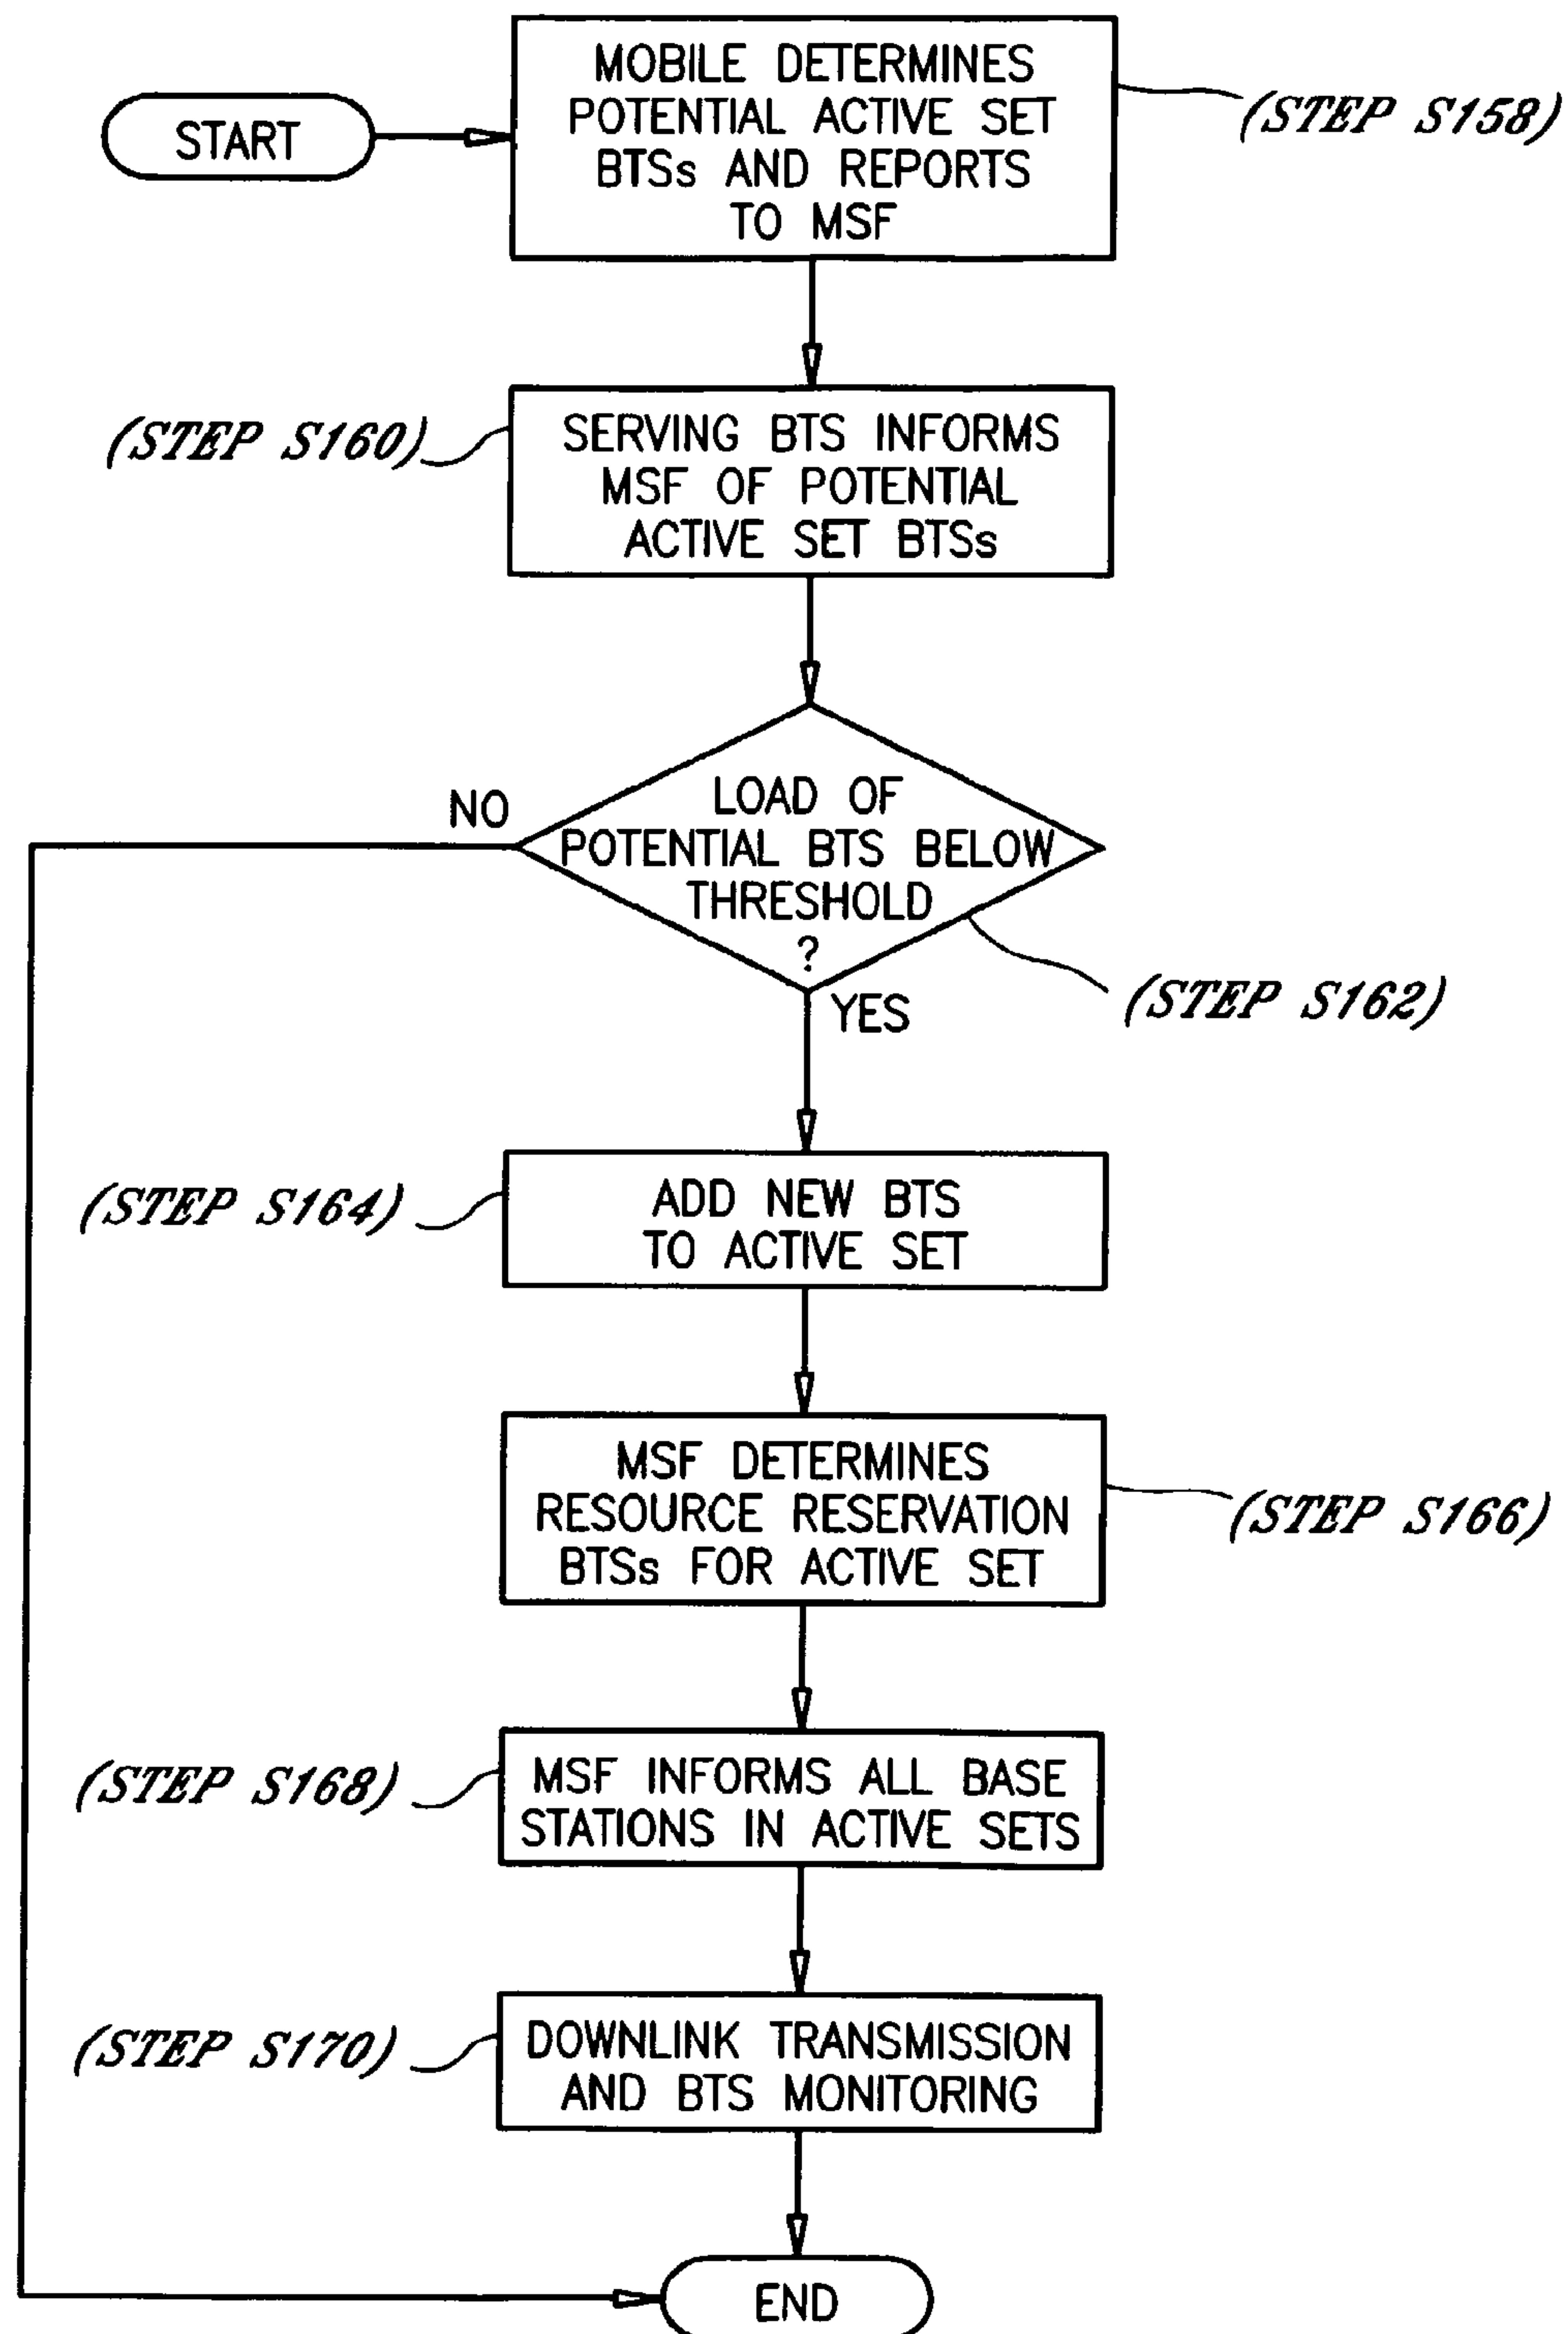 START
MOBILE DETERMINES
POTENTIAL ACTIVE SET
BTSs AND REPORTS
TO MSF
(STEP S158)
(STEP S160)
SERVING BTS INFORMS
MSF OF POTENTIAL
ACTIVE SET BTSs
NO
LOAD OF
POTENTIAL BTS BELOW
THRESHOLD
?
(STEP S162)
YES
(STEP S164)
ADD NEW BTS
TO ACTIVE SET
MSF DETERMINES
RESOURCE RESERVATION
BTSs FOR ACTIVE SET
(STEP S166)
(STEP S168)
MSF INFORMS ALL BASE
STATIONS IN ACTIVE SETS
(STEP S170)
DOWNLINK TRANSMISSION
AND BTS MONITORING
END